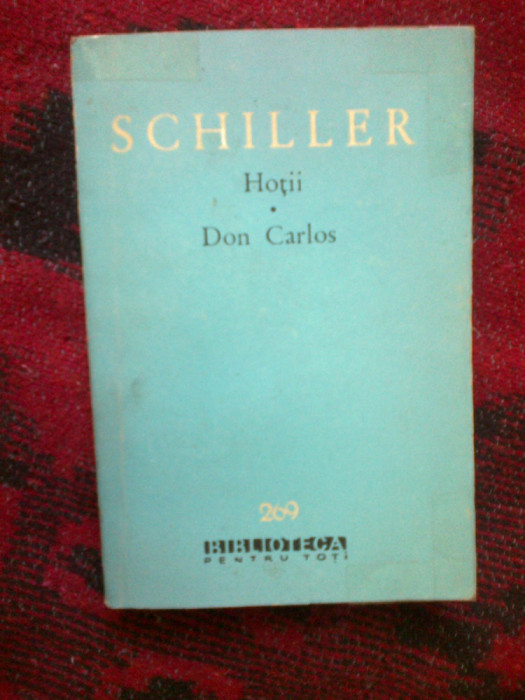 SCHILLER
Hoţii
•
Don Carlos
269
BIBLIOTECA
PENTRU TOŢI